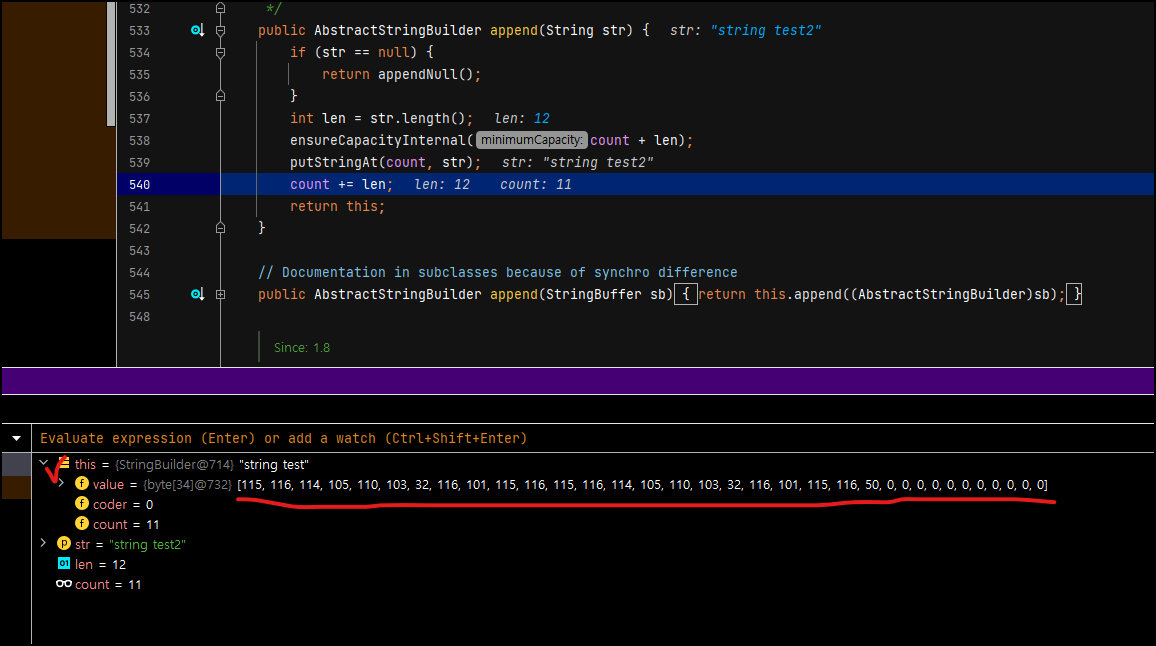 532 */
533 public AbstractStringBuilder append(String str) { str: "string test2"
534 if (str == null) {
535 return appendNull();
536 }
537 int len = str.length(); len: 12
538 ensureCapacityInternal( minimumCapacity: count + len);
539 putStringAt(count, str); str: "string test2"
540 count += len; len: 12 count: 11
541 return this;
542 }
543
544 // Documentation in subclasses because of synchro difference
545 public AbstractStringBuilder append(StringBuffer sb) { return this.append((AbstractStringBuilder)sb); }
548
Since: 1.8
Evaluate expression (Enter) or add a watch (Ctrl+Shift+Enter)
this = {StringBuilder@714} "string test"
f value = {byte[34]@732} [115, 116, 114, 105, 110, 103, 32, 116, 101, 115, 116, 115, 116, 114, 105, 110, 103, 32, 116, 101, 115, 116, 50, 0, 0, 0, 0, 0, 0, 0, 0, 0, 0, 0]
f coder = 0
f count = 11
p str = "string test2"
01 len = 12
count = 11